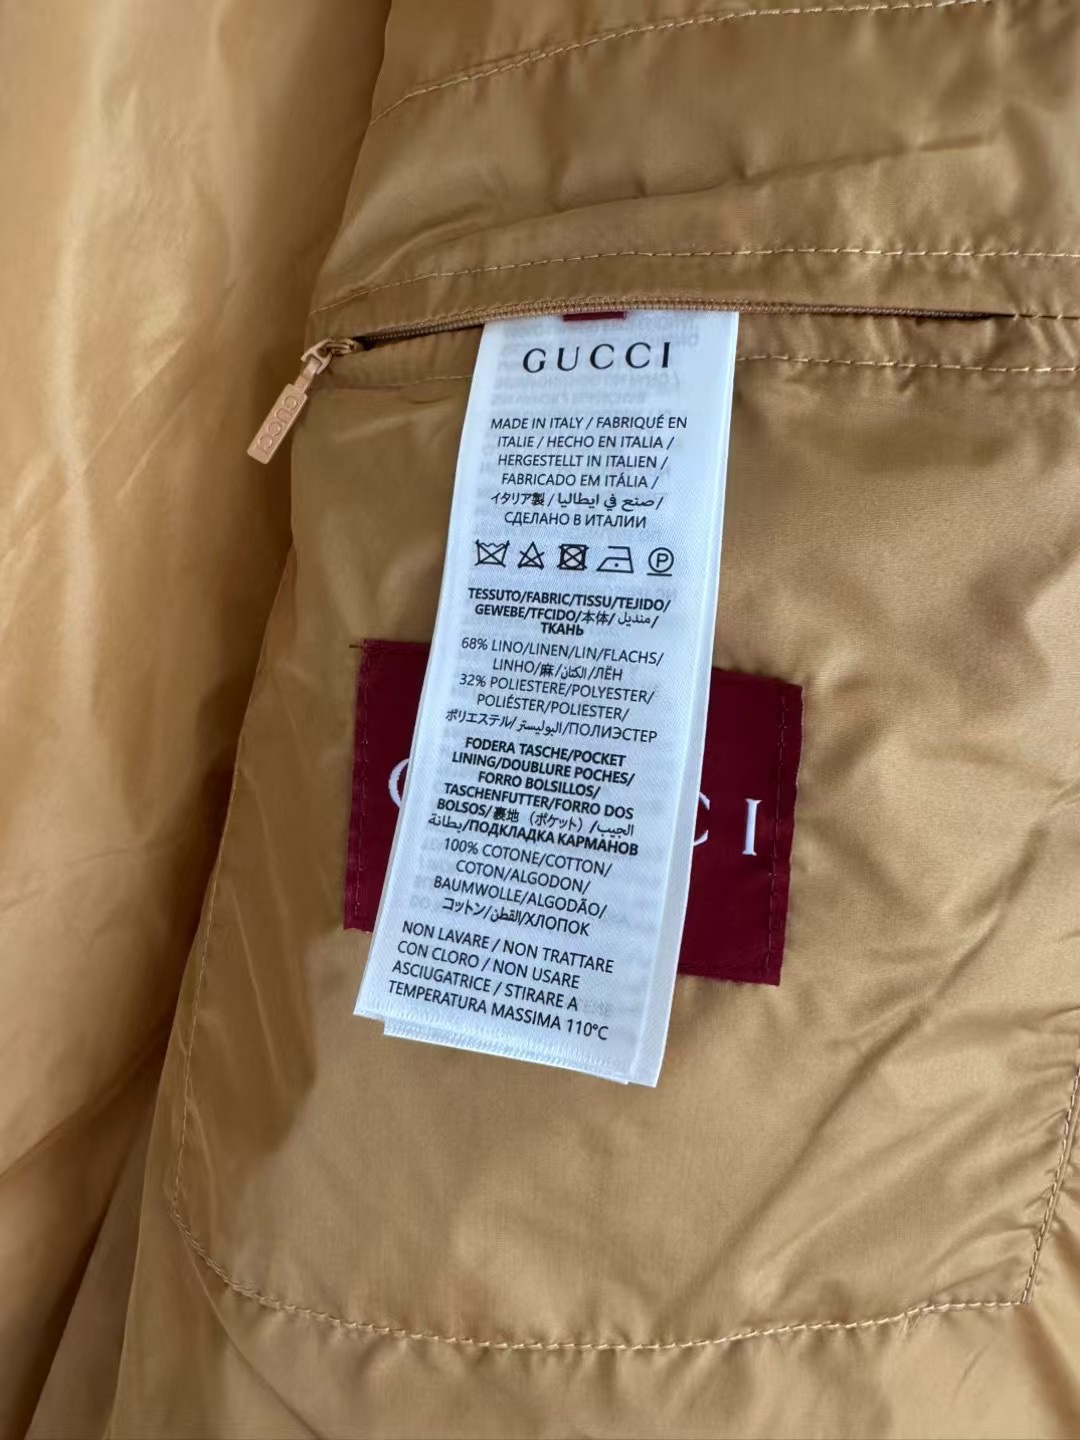 GUCCI
MADE IN ITALY / FABRIQUÉ EN
ITALIE / HECHO EN ITALIA /
HERGESTELLT IN ITALIEN /
FABRICADO EM ITÁLIA /
イタリア製 / صنع في ايطاليا /
СДЕЛАНО В ИТАЛИИ
P
TESSUTO/FABRIC/TISSU/TEJIDO/
GEWEBE/TFCIDO/本体/منديل/
ТКАНЬ
68% LINO/LINEN/LIN/FLACHS/
LINHO/麻/الكتان/ЛЁН
32% POLIESTERE/POLYESTER/
POLIÉSTER/POLIESTER/
ポリエステル/البوليستر/ПОЛИЭСТЕР
FODERA TASCHE/POCKET
LINING/DOUBLURE POCHES/
FORRO BOLSILLOS/
TASCHENFUTTER/FORRO DOS
BOLSOS/裏地 (ポケット) /الجيب
بطانة/ПОДКЛАДКА КАРМАНОВ
100% COTONE/COTTON/
COTON/ALGODON/
BAUMWOLLE/ALGODÃO/
コットン/القطن/ХЛОПОК
NON LAVARE / NON TRATTARE
CON CLORO / NON USARE
ASCIUGATRICE / STIRARE A
TEMPERATURA MASSIMA 110°C
GUCCI
CI